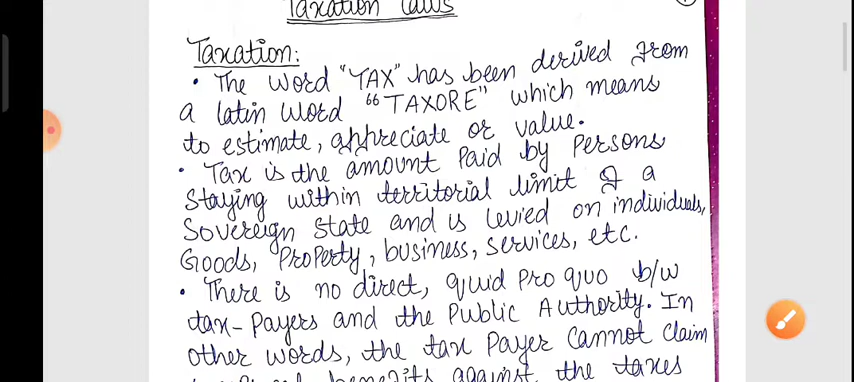 Taxation Laws
Taxation:
• The word "TAX" has been derived from
a latin word "TAXORE" which means
to estimate, appreciate or value.
• Tax is the amount paid by persons
staying within territorial limit of a
sovereign state and is levied on individuals,
Goods, Property, business, services, etc.
• There is no direct, quid pro quo b/w
tax-payers and the Public Authority. In
other words, the tax payer cannot claim
benefits against the taxes